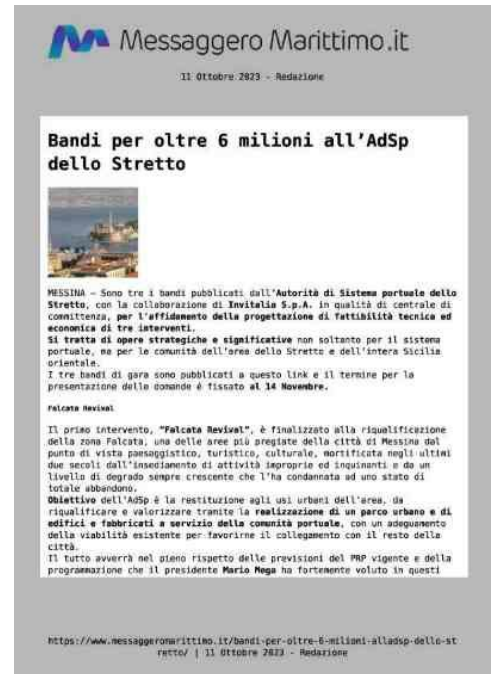 Messaggero Marittimo.it
11 Ottobre 2023 - Redazione
Bandi per oltre 6 milioni all'AdSp
dello Stretto
MESSINA – Sono tre i bandi pubblicati dall'Autorità di Sistema portuale dello
Stretto, con la collaborazione di Invitalia S.p.A. in qualità di centrale di
committenza, per l'affidamento della progettazione di fattibilità tecnica ed
economica di tre interventi.
Si tratta di opere strategiche e significative non soltanto per il sistema
portuale, ma per le comunità dell'area dello Stretto e dell'intera Sicilia
orientale.
I tre bandi di gara sono pubblicati a questo link e il termine per la
presentazione delle domande è fissato al 14 Novembre.
Falcata Revival
Il primo intervento, "Falcata Revival", è finalizzato alla riqualificazione
della zona Falcata, una delle aree più pregiate della città di Messina dal
punto di vista paesaggistico, turistico, culturale, mortificata negli ultimi
due secoli dall'insediamento di attività improprie ed inquinanti e da un
livello di degrado sempre crescente che l'ha condannata ad uno stato di
totale abbandono.
Obiettivo dell'AdSp è la restituzione agli usi urbani dell'area, da
riqualificare e valorizzare tramite la realizzazione di un parco urbano e di
edifici e fabbricati a servizio della comunità portuale, con un adeguamento
della viabilità esistente per favorirne il collegamento con il resto della
città.
Il tutto avverrà nel pieno rispetto delle previsioni del PRP vigente e della
programmazione che il presidente Mario Mega ha fortemente voluto in questi
https://www.messaggeromarittimo.it/bandi-per-oltre-6-milioni-alladsp-dello-st
retto/ | 11 Ottobre 2023 - Redazione